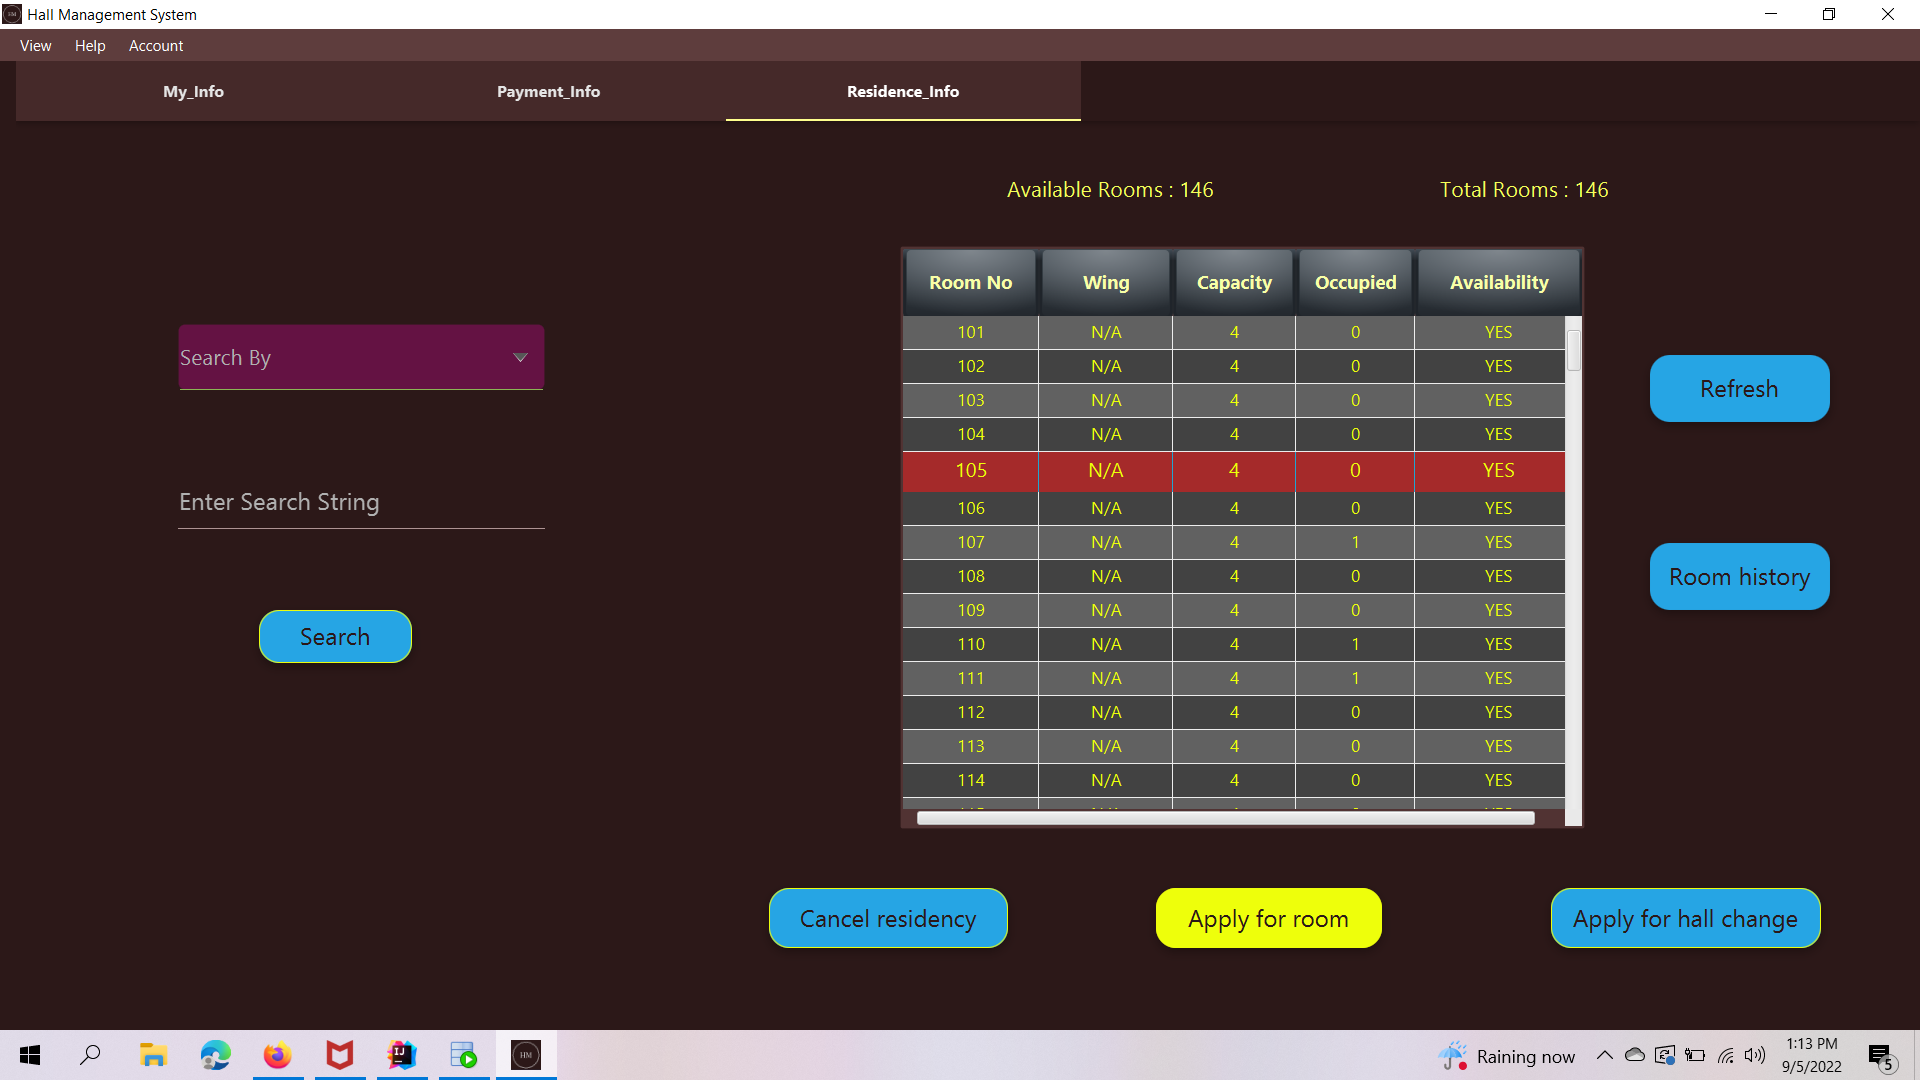 Hall Management System
View Help Account
My_Info Payment_Info Residence_Info
Available Rooms : 146 Total Rooms : 146
Room No Wing Capacity Occupied Availability
101 N/A 4 0 YES
102 N/A 4 0 YES
103 N/A 4 0 YES
104 N/A 4 0 YES
105 N/A 4 0 YES
106 N/A 4 0 YES
107 N/A 4 1 YES
108 N/A 4 0 YES
109 N/A 4 0 YES
110 N/A 4 1 YES
111 N/A 4 1 YES
112 N/A 4 0 YES
113 N/A 4 0 YES
114 N/A 4 0 YES
Search By
Enter Search String
Search
Refresh
Room history
Cancel residency Apply for room Apply for hall change
HM Raining now 1:13 PM
9/5/2022 5